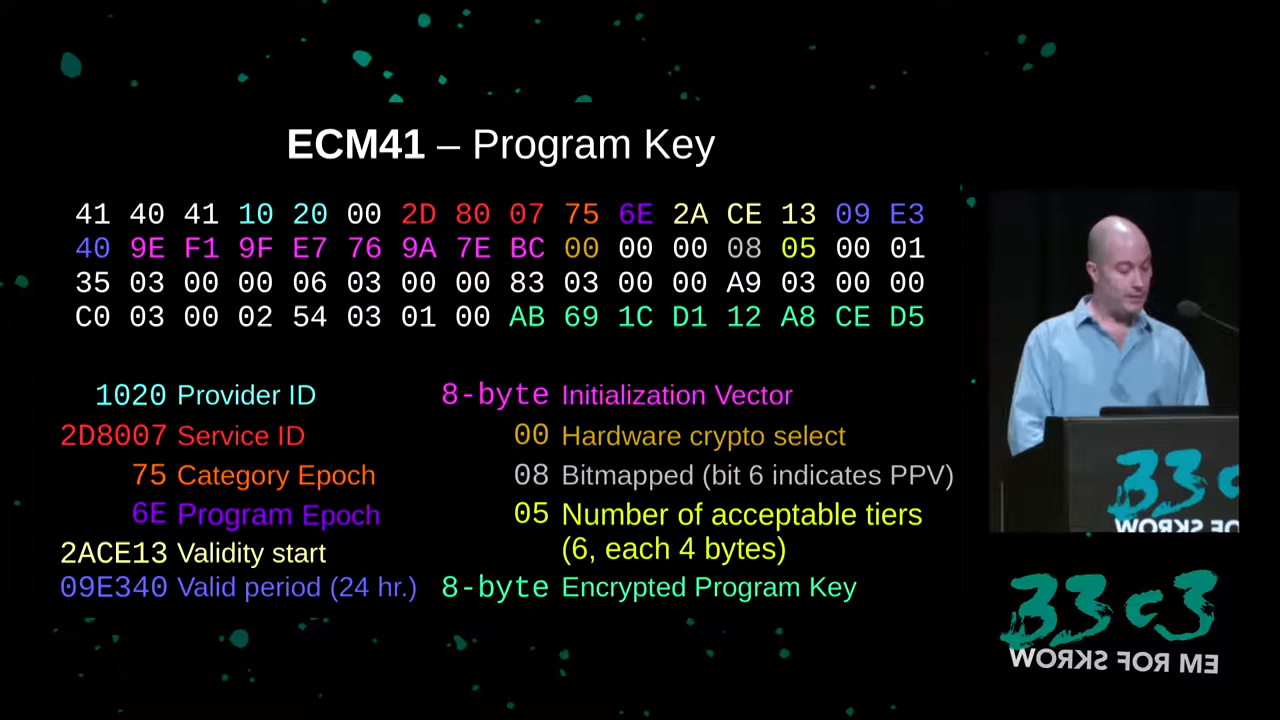 ECM41 – Program Key
41 40 41 10 20 00 2D 80 07 75 6E 2A CE 13 09 E3
40 9E F1 9F E7 76 9A 7E BC 00 00 00 08 05 00 01
35 03 00 00 06 03 00 00 83 03 00 00 A9 03 00 00
C0 03 00 02 54 03 01 00 AB 69 1C D1 12 A8 CE D5
1020 Provider ID
2D8007 Service ID
75 Category Epoch
6E Program Epoch
2ACE13 Validity start
09E340 Valid period (24 hr.)
8-byte Initialization Vector
00 Hardware crypto select
08 Bitmapped (bit 6 indicates PPV)
05 Number of acceptable tiers
(6, each 4 bytes)
8-byte Encrypted Program Key
33c
WORKS FOR
33c3
WORKS FOR ME